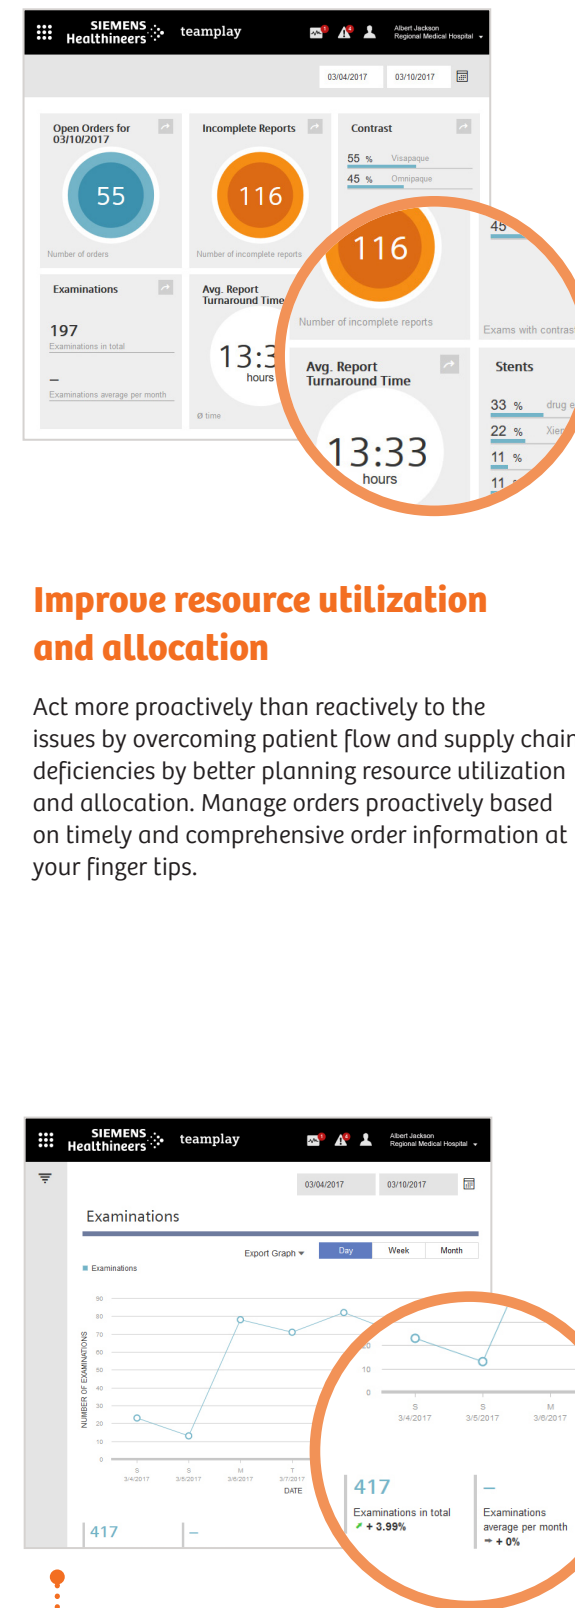 SIEMENS
Healthineers
teamplay
1
4
Albert Jackson
Regional Medical Hospital
03/04/2017
03/10/2017
Open Orders for
03/10/2017
55
Number of orders
Incomplete Reports
116
Number of incomplete reports
Contrast
55 % Visapaque
45 % Omnipaque
Examinations
197
Examinations in total
–
Examinations average per month
Avg. Report
Turnaround Time
hours
Ø time
116
Number of incomplete reports
45
Exams with contrast
Avg. Report
Turnaround Time
13:33
hours
Stents
33 % drug
22 %
11 %
11
Improve resource utilization
and allocation
Act more proactively than reactively to the
issues by overcoming patient flow and supply chain
deficiencies by better planning resource utilization
and allocation. Manage orders proactively based
on timely and comprehensive order information at
your finger tips.
SIEMENS
Healthineers
teamplay
1
4
Albert Jackson
Regional Medical Hospital
03/04/2017
03/10/2017
Examinations
Export Graph
Day
Week
Month
Examinations
NUMBER OF EXAMINATIONS
90
80
70
60
50
40
30
20
10
0
S
3/4/2017
S
3/5/2017
M
3/6/2017
T
3/7/2017
DATE
417
–
20
10
0
S
3/4/2017
S
3/5/2017
M
3/6/2017
417
Examinations in total
+ 3.99%
–
Examinations
average per month
+ 0%